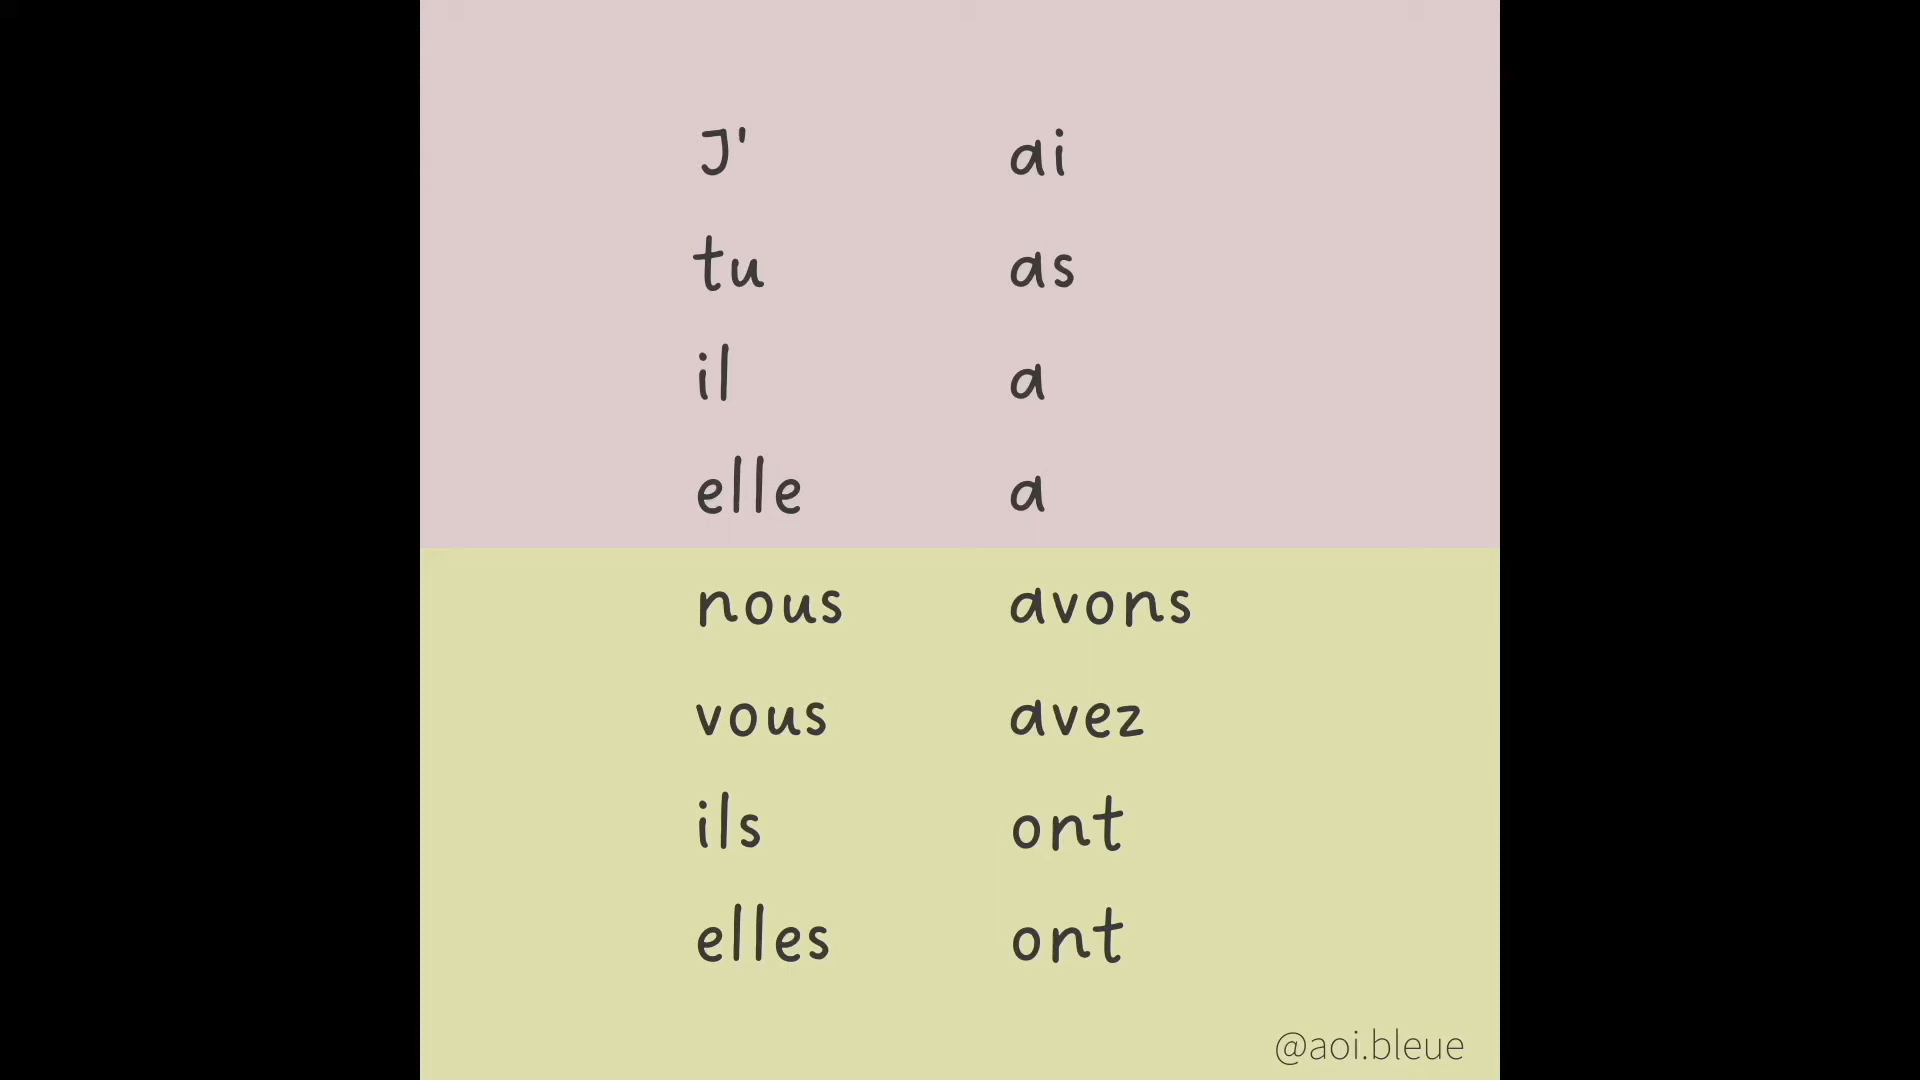 J' ai
tu as
il a
elle a
nous avons
vous avez
ils ont
elles ont
@aoi.bleue